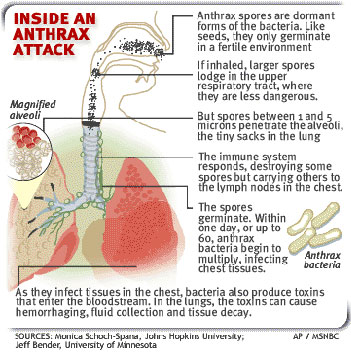 INSIDE AN
ANTHRAX
ATTACK
Anthrax spores are dormant
forms of the bacteria. Like
seeds, they only germinate
in a fertile environment
If inhaled, larger spores
lodge in the upper
respiratory tract, where
they are less dangerous.
Magnified
alveoli
But spores between 1 and 5
microns penetrate the alveoli,
the tiny sacks in the lung
The immune system
responds, destroying some
spores but carrying others to
the lymph nodes in the chest.
The spores
germinate. Within
one day, or up to
60, anthrax
bacteria begin to
multiply, infecting
chest tissues.
Anthrax
bacteria
As they infect tissues in the chest, bacteria also produce toxins
that enter the bloodstream. In the lungs, the toxins can cause
hemorrhaging, fluid collection and tissue decay.
SOURCES: Monica Schoch-Spana, Johns Hopkins University;
Jeff Bender, University of Minnesota
AP / MSNBC